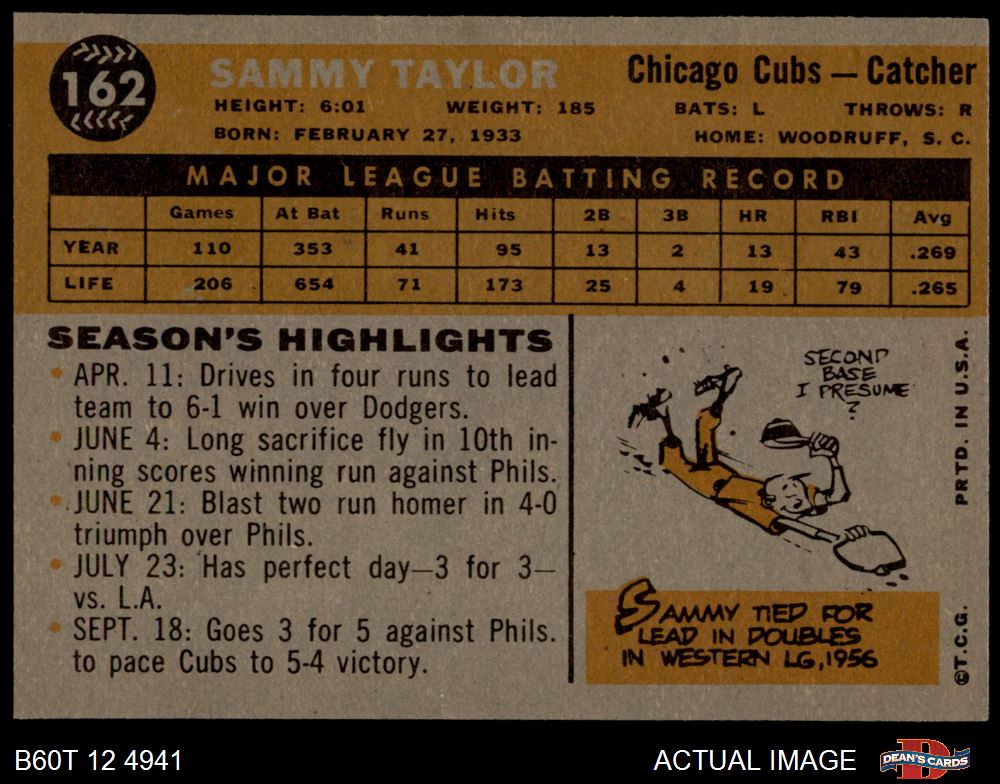 162
SAMMY TAYLOR
Chicago Cubs — Catcher
HEIGHT: 6:01 WEIGHT: 185 BATS: L THROWS: R
BORN: FEBRUARY 27, 1933 HOME: WOODRUFF, S. C.
MAJOR LEAGUE BATTING RECORD
Games At Bat Runs Hits 2B 3B HR RBI Avg
YEAR 110 353 41 95 13 2 13 43 .269
LIFE 206 654 71 173 25 4 19 79 .265
SEASON'S HIGHLIGHTS
• APR. 11: Drives in four runs to lead
team to 6-1 win over Dodgers.
• JUNE 4: Long sacrifice fly in 10th in-
ning scores winning run against Phils.
• JUNE 21: Blast two run homer in 4-0
triumph over Phils.
• JULY 23: Has perfect day—3 for 3—
vs. L.A.
• SEPT. 18: Goes 3 for 5 against Phils.
to pace Cubs to 5-4 victory.
SECOND
BASE
I PRESUME
?
SAMMY TIED FOR
LEAD IN DOUBLES
IN WESTERN LG, 1956
©T.C.G. PRTD. IN U.S.A.
B60T 12 4941
ACTUAL IMAGE
DEAN'S CARDS